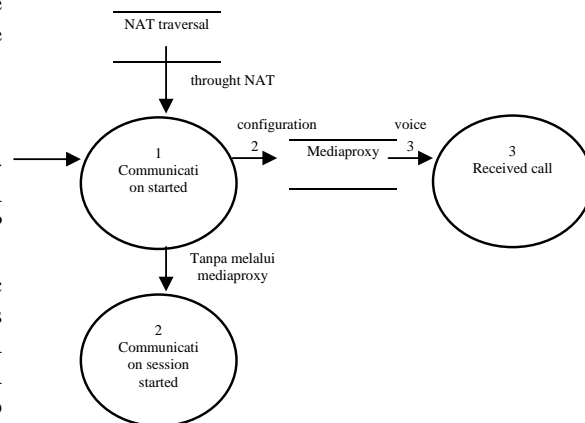 NAT traversal
throught NAT
configuration
voice
1
Communicati
on started
2
Mediaproxy
3
3
Received call
Tanpa melalui
mediaproxy
2
Communicati
on session
started